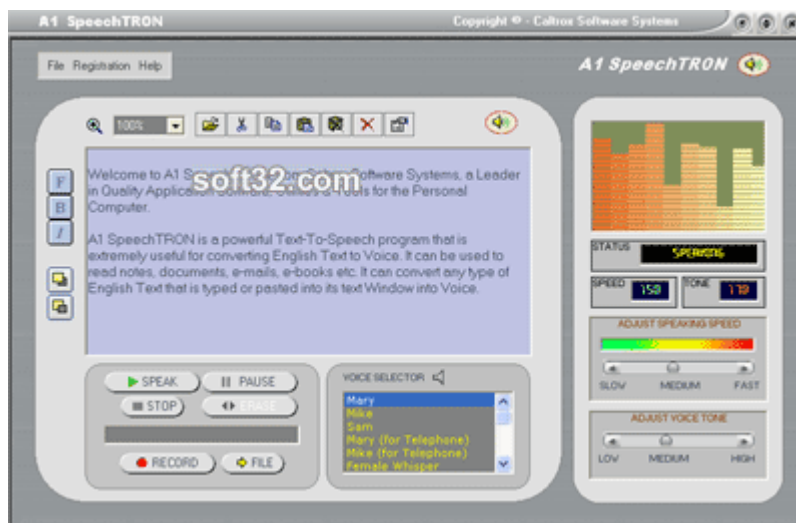 A1 SpeechTRON
Copyright © - Caltrox Software Systems
File Registration Help
A1 SpeechTRON
100%
Welcome to A1 Software Systems, a Leader
in Quality Application for the Personal
Computer.
soft32.com
A1 SpeechTRON is a powerful Text-To-Speech program that is
extremely useful for converting English Text to Voice. It can be used to
read notes, documents, e-mails, e-books etc. It can convert any type of
English Text that is typed or pasted into its text Window into Voice.
F
B
I
STATUS
SPEAKING
SPEED 150 TONE 170
ADJUST SPEAKING SPEED
SLOW MEDIUM FAST
ADJUST VOICE TONE
LOW MEDIUM HIGH
SPEAK PAUSE
STOP ERASE
RECORD FILE
VOICE SELECTOR
Mary
Mike
Sam
Mary (for Telephone)
Mike (for Telephone)
Female Whisper